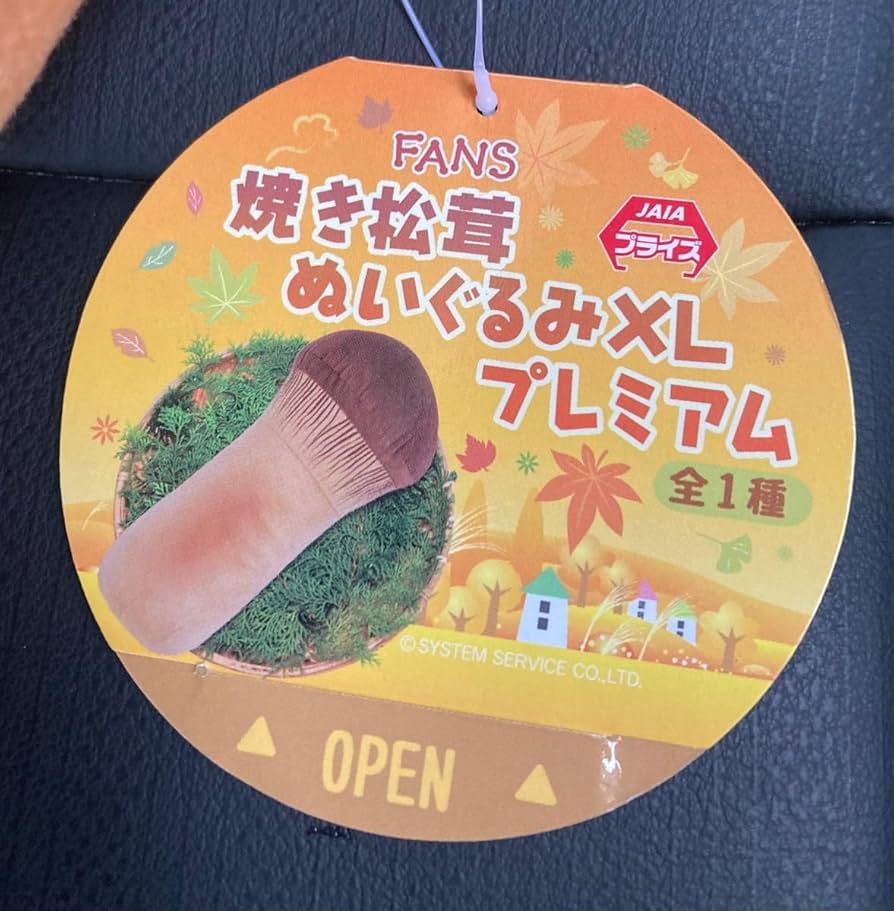 FANS
焼き松茸
JAIA
プライズ
ぬいぐるみXL
プレミアム
全1種
©SYSTEM SERVICE CO.,LTD.
OPEN